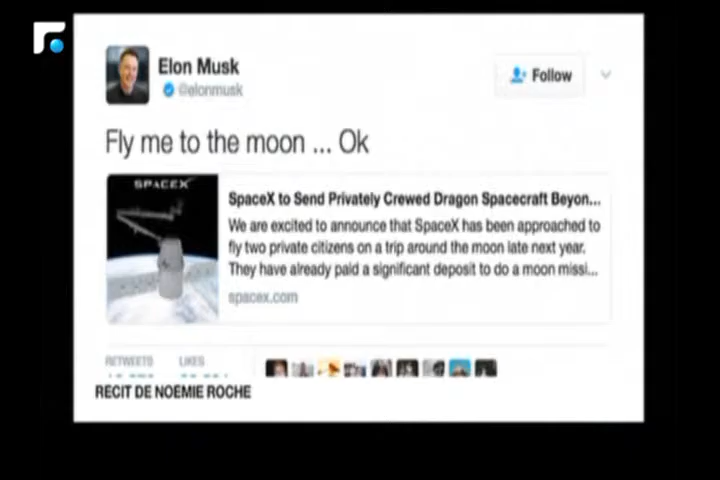 Elon Musk
@elonmusk
Follow
Fly me to the moon ... Ok
SPACEX
SpaceX to Send Privately Crewed Dragon Spacecraft Beyon...
We are excited to announce that SpaceX has been approached to
fly two private citizens on a trip around the moon late next year.
They have already paid a significant deposit to do a moon missi...
spacex.com
RETWEETS LIKES
RECIT DE NOEMIE ROCHE